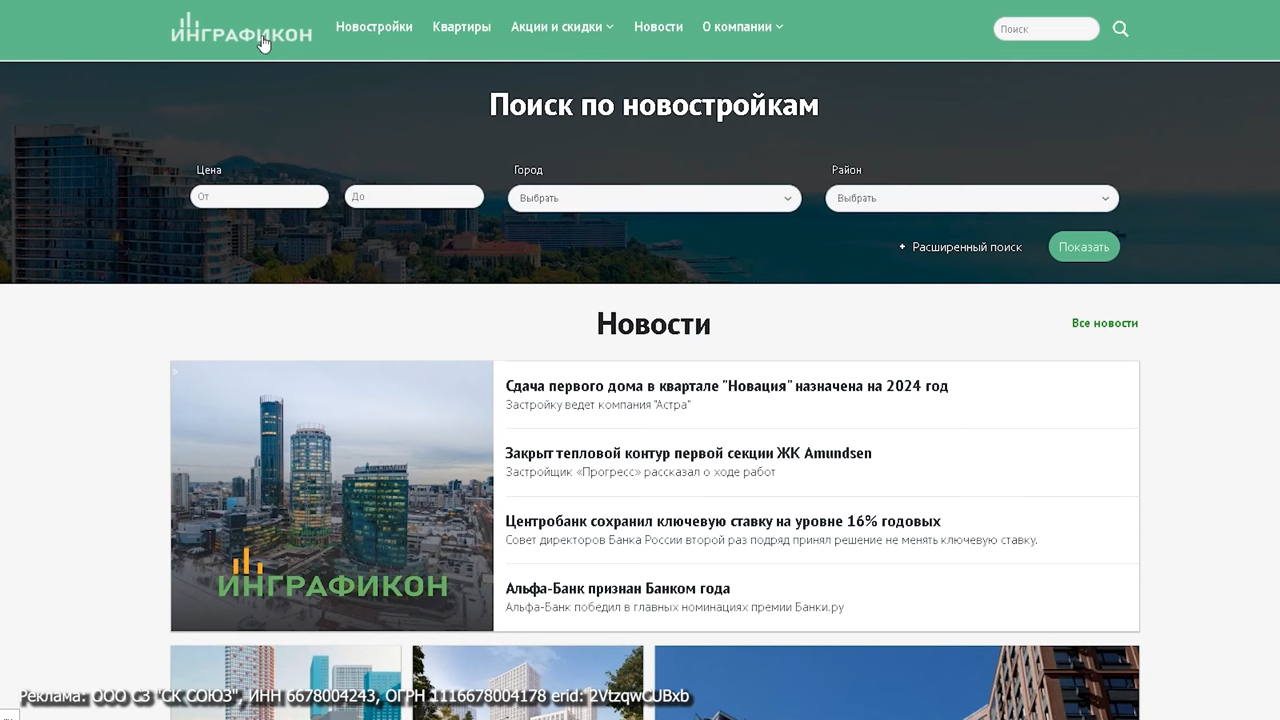 ИНГРАФИКОН
Новостройки Квартиры Акции и скидки Новости О компании
Поиск
Поиск по новостройкам
Цена
Город
Район
От
До
Выбрать
Выбрать
+ Расширенный поиск
Показать
Новости
Все новости
Сдача первого дома в квартале "Новация" назначена на 2024 год
Застройку ведет компания "Астра"
Закрыт тепловой контур первой секции ЖК Amundsen
Застройщик «Прогресс» рассказал о ходе работ
Центробанк сохранил ключевую ставку на уровне 16% годовых
Совет директоров Банка России второй раз подряд принял решение не менять ключевую ставку.
Альфа-Банк признан Банком года
Альфа-Банк победил в главных номинациях премии Банки.ру
ИНГРАФИКОН
Реклама: ООО СЗ "СК СОЮЗ", ИНН 6678004243, ОГРН 1116678004178 erid: 2VtzqwCUBxb